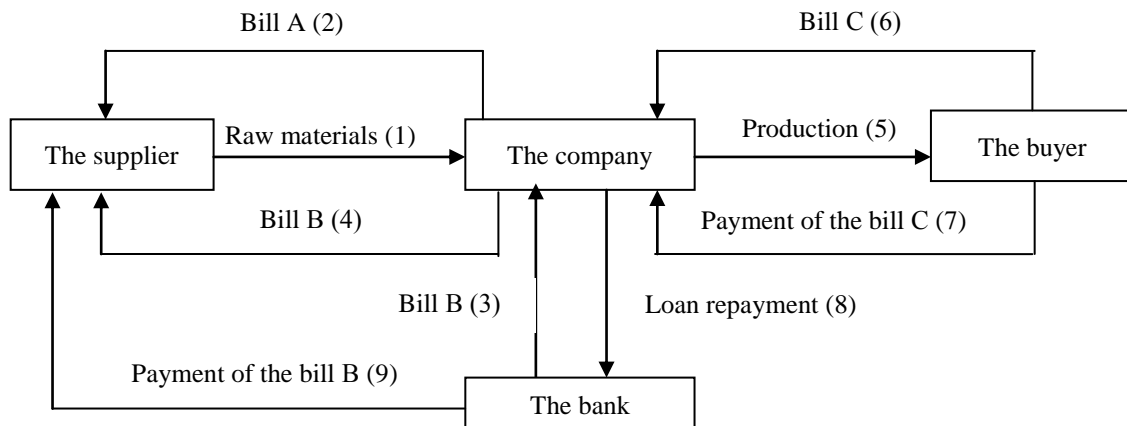 Bill A (2)
Bill C (6)
Raw materials (1)
Production (5)
The supplier
The company
The buyer
Bill B (4)
Payment of the bill C (7)
Bill B (3)
Loan repayment (8)
Payment of the bill B (9)
The bank